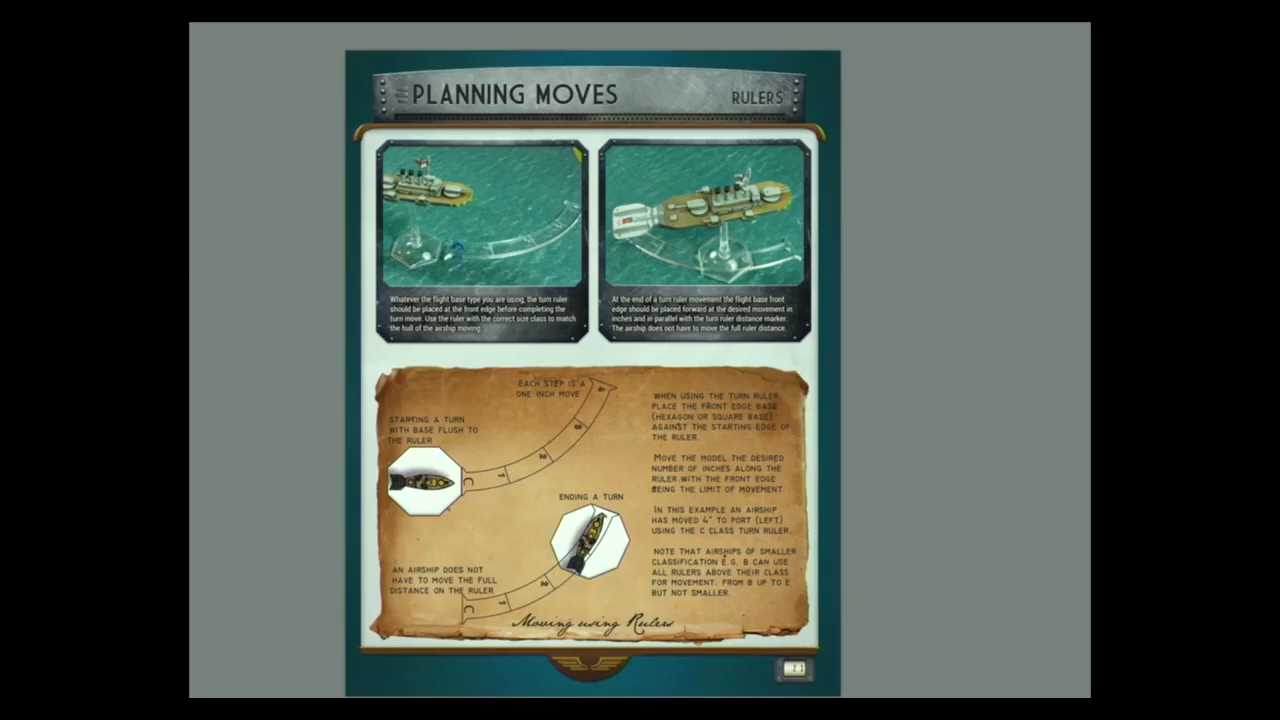 PLANNING MOVES
RULERS
Whatever the flight base type you are using, the turn ruler
should be placed at the front edge before completing the
turn move. Use the ruler with the correct size class to match
the hull of the airship moving.
At the end of a turn ruler movement the flight base front
edge should be placed forward at the desired movement in
inches and in parallel with the turn ruler distance marker.
The airship does not have to move the full ruler distance.
EACH STEP IS A
ONE INCH MOVE
STARTING A TURN
WITH BASE FLUSH TO
THE RULER
C
1
2
3
4
ENDING A TURN
AN AIRSHIP DOES NOT
HAVE TO MOVE THE FULL
DISTANCE ON THE RULER
C
1
2
Moving using Rulers
WHEN USING THE TURN RULER,
PLACE THE FRONT EDGE BASE
(HEXAGON OR SQUARE BASE)
AGAINST THE STARTING EDGE OF
THE RULER.
MOVE THE MODEL THE DESIRED
NUMBER OF INCHES ALONG THE
RULER WITH THE FRONT EDGE
BEING THE LIMIT OF MOVEMENT.
IN THIS EXAMPLE AN AIRSHIP
HAS MOVED 4" TO PORT (LEFT)
USING THE C CLASS TURN RULER.
NOTE THAT AIRSHIPS OF SMALLER
CLASSIFICATION E.G. B CAN USE
ALL RULERS ABOVE THEIR CLASS
FOR MOVEMENT. FROM B UP TO E
BUT NOT SMALLER.